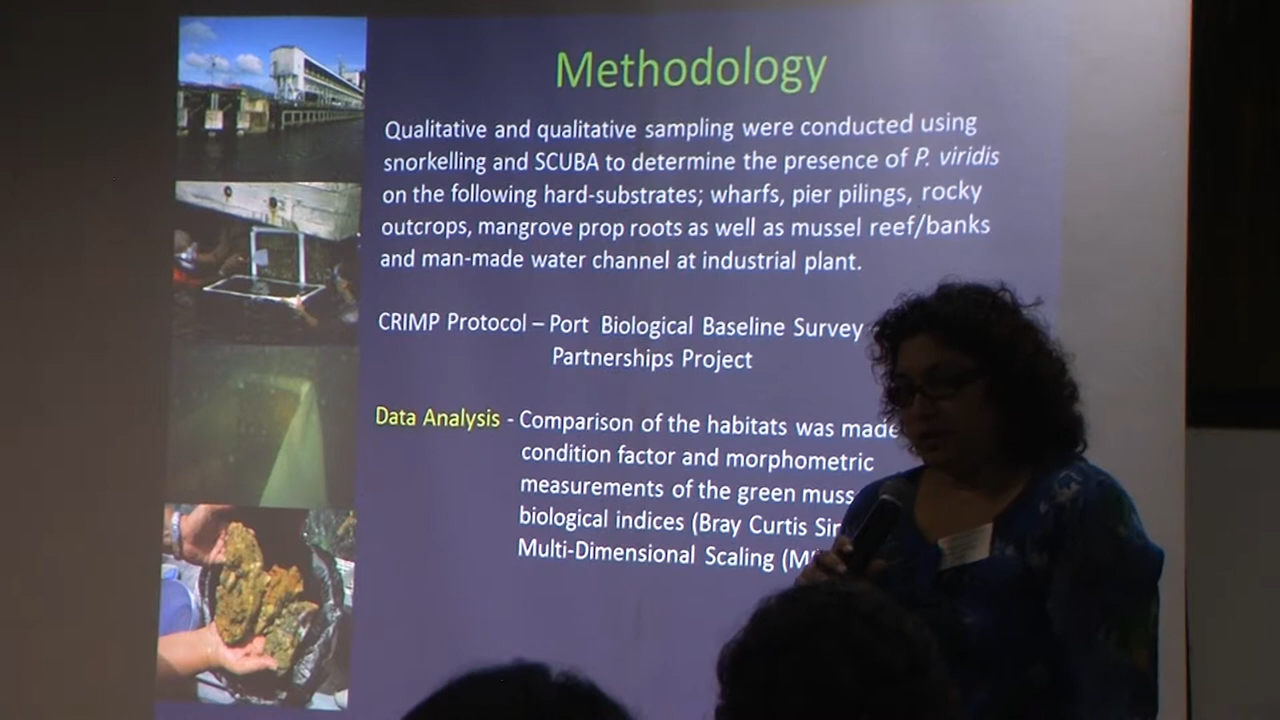 Methodology
Qualitative and qualitative sampling were conducted using
snorkelling and SCUBA to determine the presence of P. viridis
on the following hard-substrates; wharfs, pier pilings, rocky
outcrops, mangrove prop roots as well as mussel reef/banks
and man-made water channel at industrial plant.
CRIMP Protocol – Port Biological Baseline Survey
Partnerships Project
Data Analysis - Comparison of the habitats was made
condition factor and morphometric
measurements of the green
biological indices (Bray Curtis
Multi-Dimensional Scaling